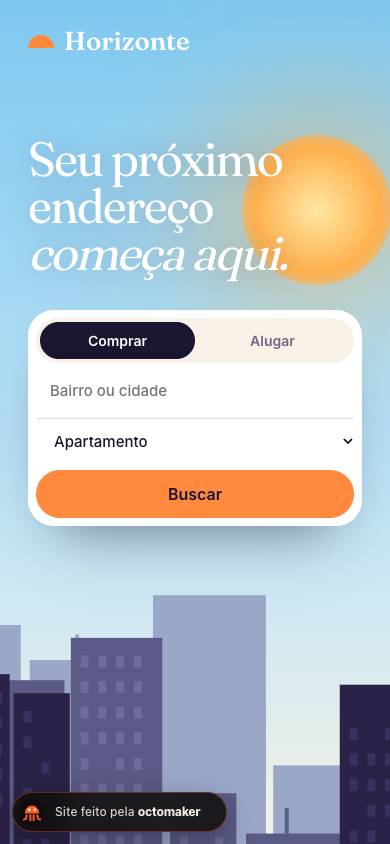 Horizonte
Seu próximo
endereço
começa aqui.
Comprar
Alugar
Bairro ou cidade
Apartamento
Buscar
Site feito pela octomaker